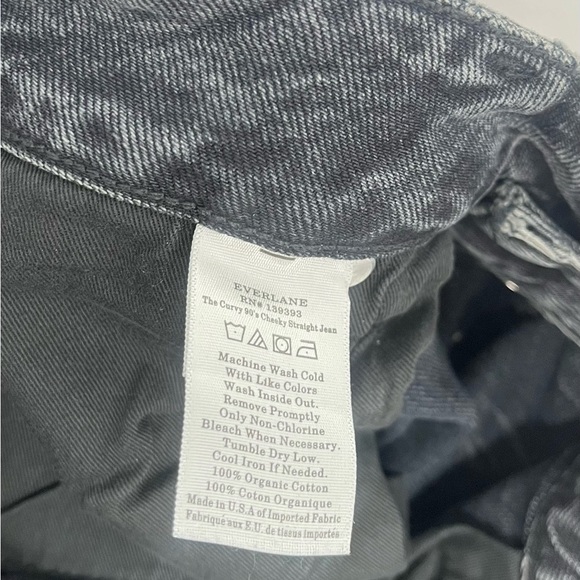 EVERLANE
RN# 139393
The Curvy 90's Cheeky Straight Jean
Machine Wash Cold
With Like Colors
Wash Inside Out.
Remove Promptly
Only Non-Chlorine
Bleach When Necessary.
Tumble Dry Low.
Cool Iron If Needed.
100% Organic Cotton
100% Coton Organique
Made in U.S.A of Imported Fabric
Fabriqué aux E.U. de tissus importes